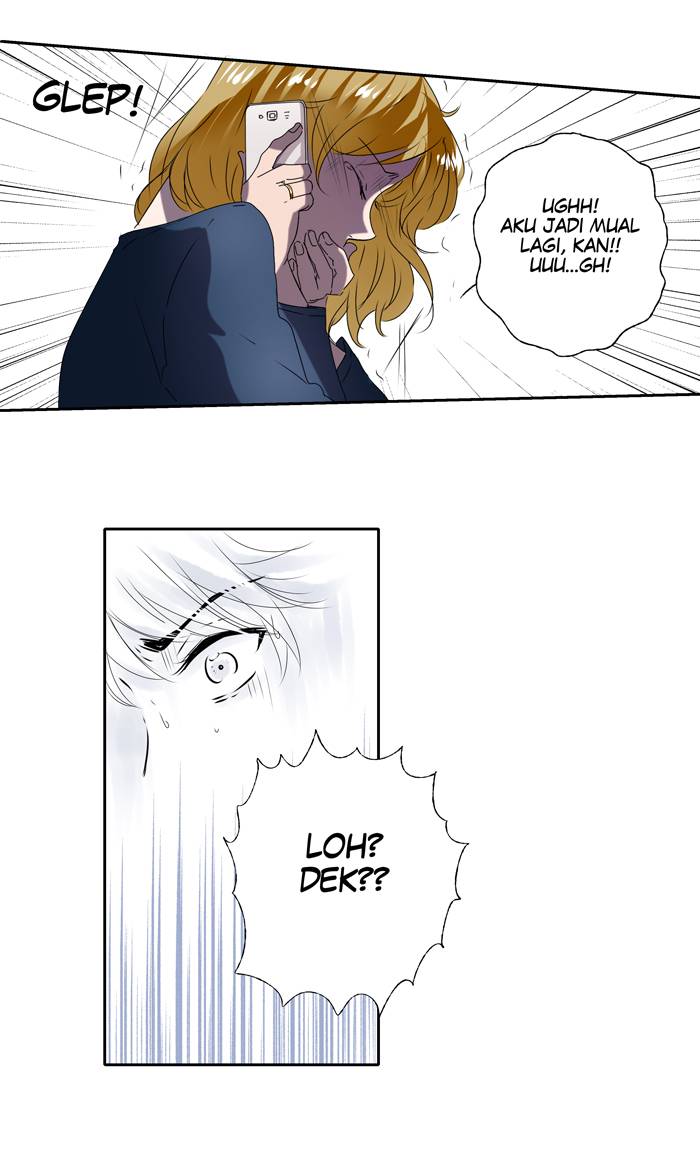 GLEP!
UGHH!
AKU JADI MUAL
LAGI, KAN!!
UUU...GH!
LOH?
DEK??